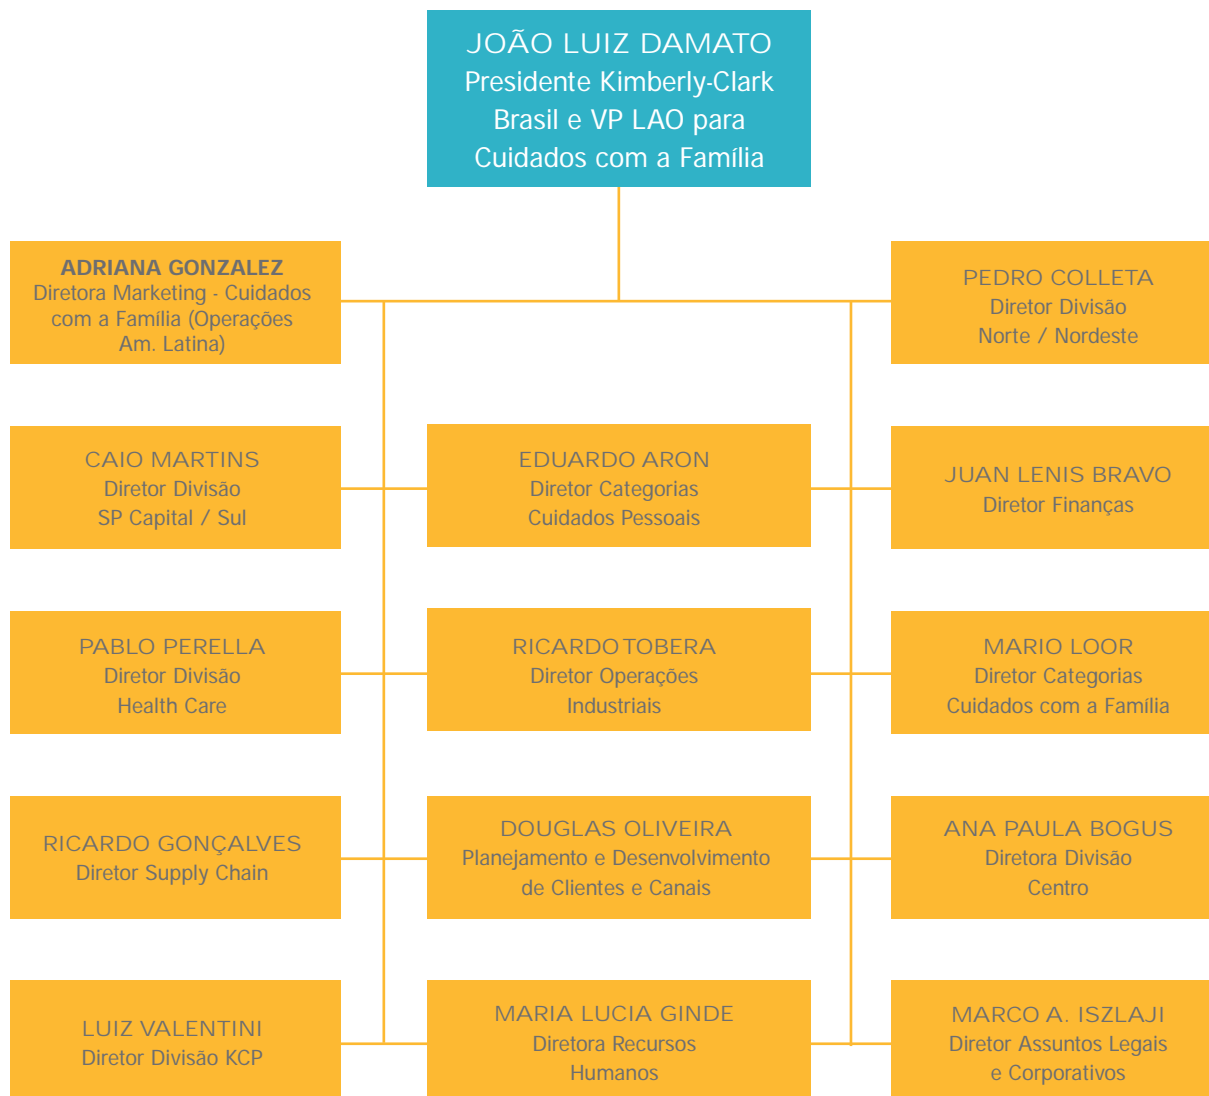 JOÃO LUIZ DAMATO
Presidente Kimberly-Clark
Brasil e VP LAO para
Cuidados com a Família
ADRIANA GONZALEZ
Diretora Marketing - Cuidados
com a Família (Operações
Am. Latina)
PEDRO COLLETA
Diretor Divisão
Norte / Nordeste
CAIO MARTINS
Diretor Divisão
SP Capital / Sul
EDUARDO ARON
Diretor Categorias
Cuidados Pessoais
JUAN LENIS BRAVO
Diretor Finanças
PABLO PERELLA
Diretor Divisão
Health Care
RICARDO TOBERA
Diretor Operações
Industriais
MARIO LOOR
Diretor Categorias
Cuidados com a Família
RICARDO GONÇALVES
Diretor Supply Chain
DOUGLAS OLIVEIRA
Planejamento e Desenvolvimento
de Clientes e Canais
ANA PAULA BOGUS
Diretora Divisão
Centro
LUIZ VALENTINI
Diretor Divisão KCP
MARIA LUCIA GINDE
Diretora Recursos
Humanos
MARCO A. ISZLAJI
Diretor Assuntos Legais
e Corporativos